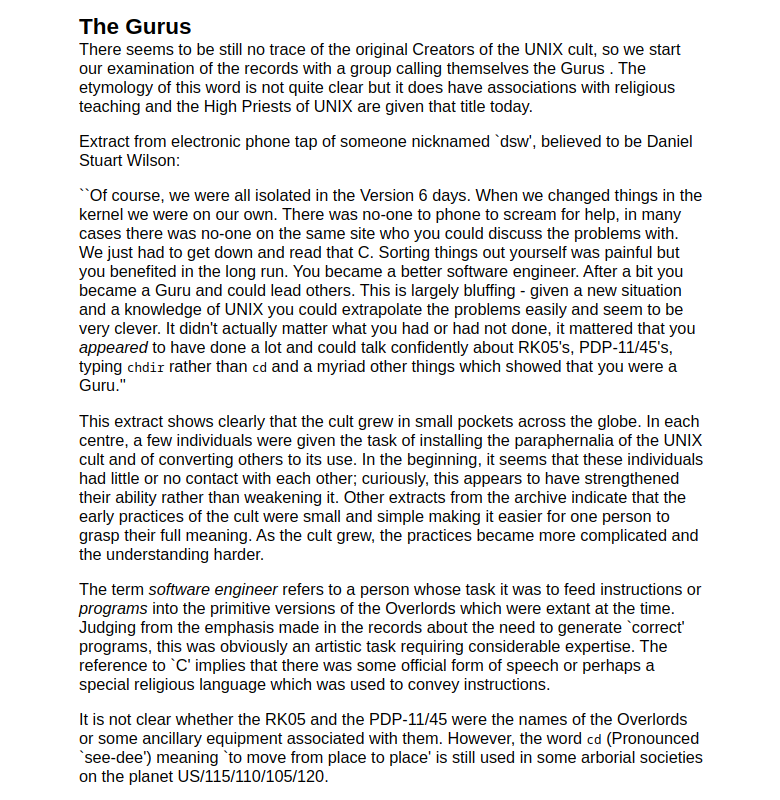 The Gurus
There seems to be still no trace of the original Creators of the UNIX cult, so we start
our examination of the records with a group calling themselves the Gurus . The
etymology of this word is not quite clear but it does have associations with religious
teaching and the High Priests of UNIX are given that title today.
Extract from electronic phone tap of someone nicknamed `dsw', believed to be Daniel
Stuart Wilson:
``Of course, we were all isolated in the Version 6 days. When we changed things in the
kernel we were on our own. There was no-one to phone to scream for help, in many
cases there was no-one on the same site who you could discuss the problems with.
We just had to get down and read that C. Sorting things out yourself was painful but
you benefited in the long run. You became a better software engineer. After a bit you
became a Guru and could lead others. This is largely bluffing - given a new situation
and a knowledge of UNIX you could extrapolate the problems easily and seem to be
very clever. It didn't actually matter what you had or had not done, it mattered that you
appeared to have done a lot and could talk confidently about RK05's, PDP-11/45's,
typing chdir rather than cd and a myriad other things which showed that you were a
Guru.''
This extract shows clearly that the cult grew in small pockets across the globe. In each
centre, a few individuals were given the task of installing the paraphernalia of the UNIX
cult and of converting others to its use. In the beginning, it seems that these individuals
had little or no contact with each other; curiously, this appears to have strengthened
their ability rather than weakening it. Other extracts from the archive indicate that the
early practices of the cult were small and simple making it easier for one person to
grasp their full meaning. As the cult grew, the practices became more complicated and
the understanding harder.
The term software engineer refers to a person whose task it was to feed instructions or
programs into the primitive versions of the Overlords which were extant at the time.
Judging from the emphasis made in the records about the need to generate `correct'
programs, this was obviously an artistic task requiring considerable expertise. The
reference to `C' implies that there was some official form of speech or perhaps a
special religious language which was used to convey instructions.
It is not clear whether the RK05 and the PDP-11/45 were the names of the Overlords
or some ancillary equipment associated with them. However, the word cd (Pronounced
`see-dee') meaning `to move from place to place' is still used in some arborial societies
on the planet US/115/110/105/120.